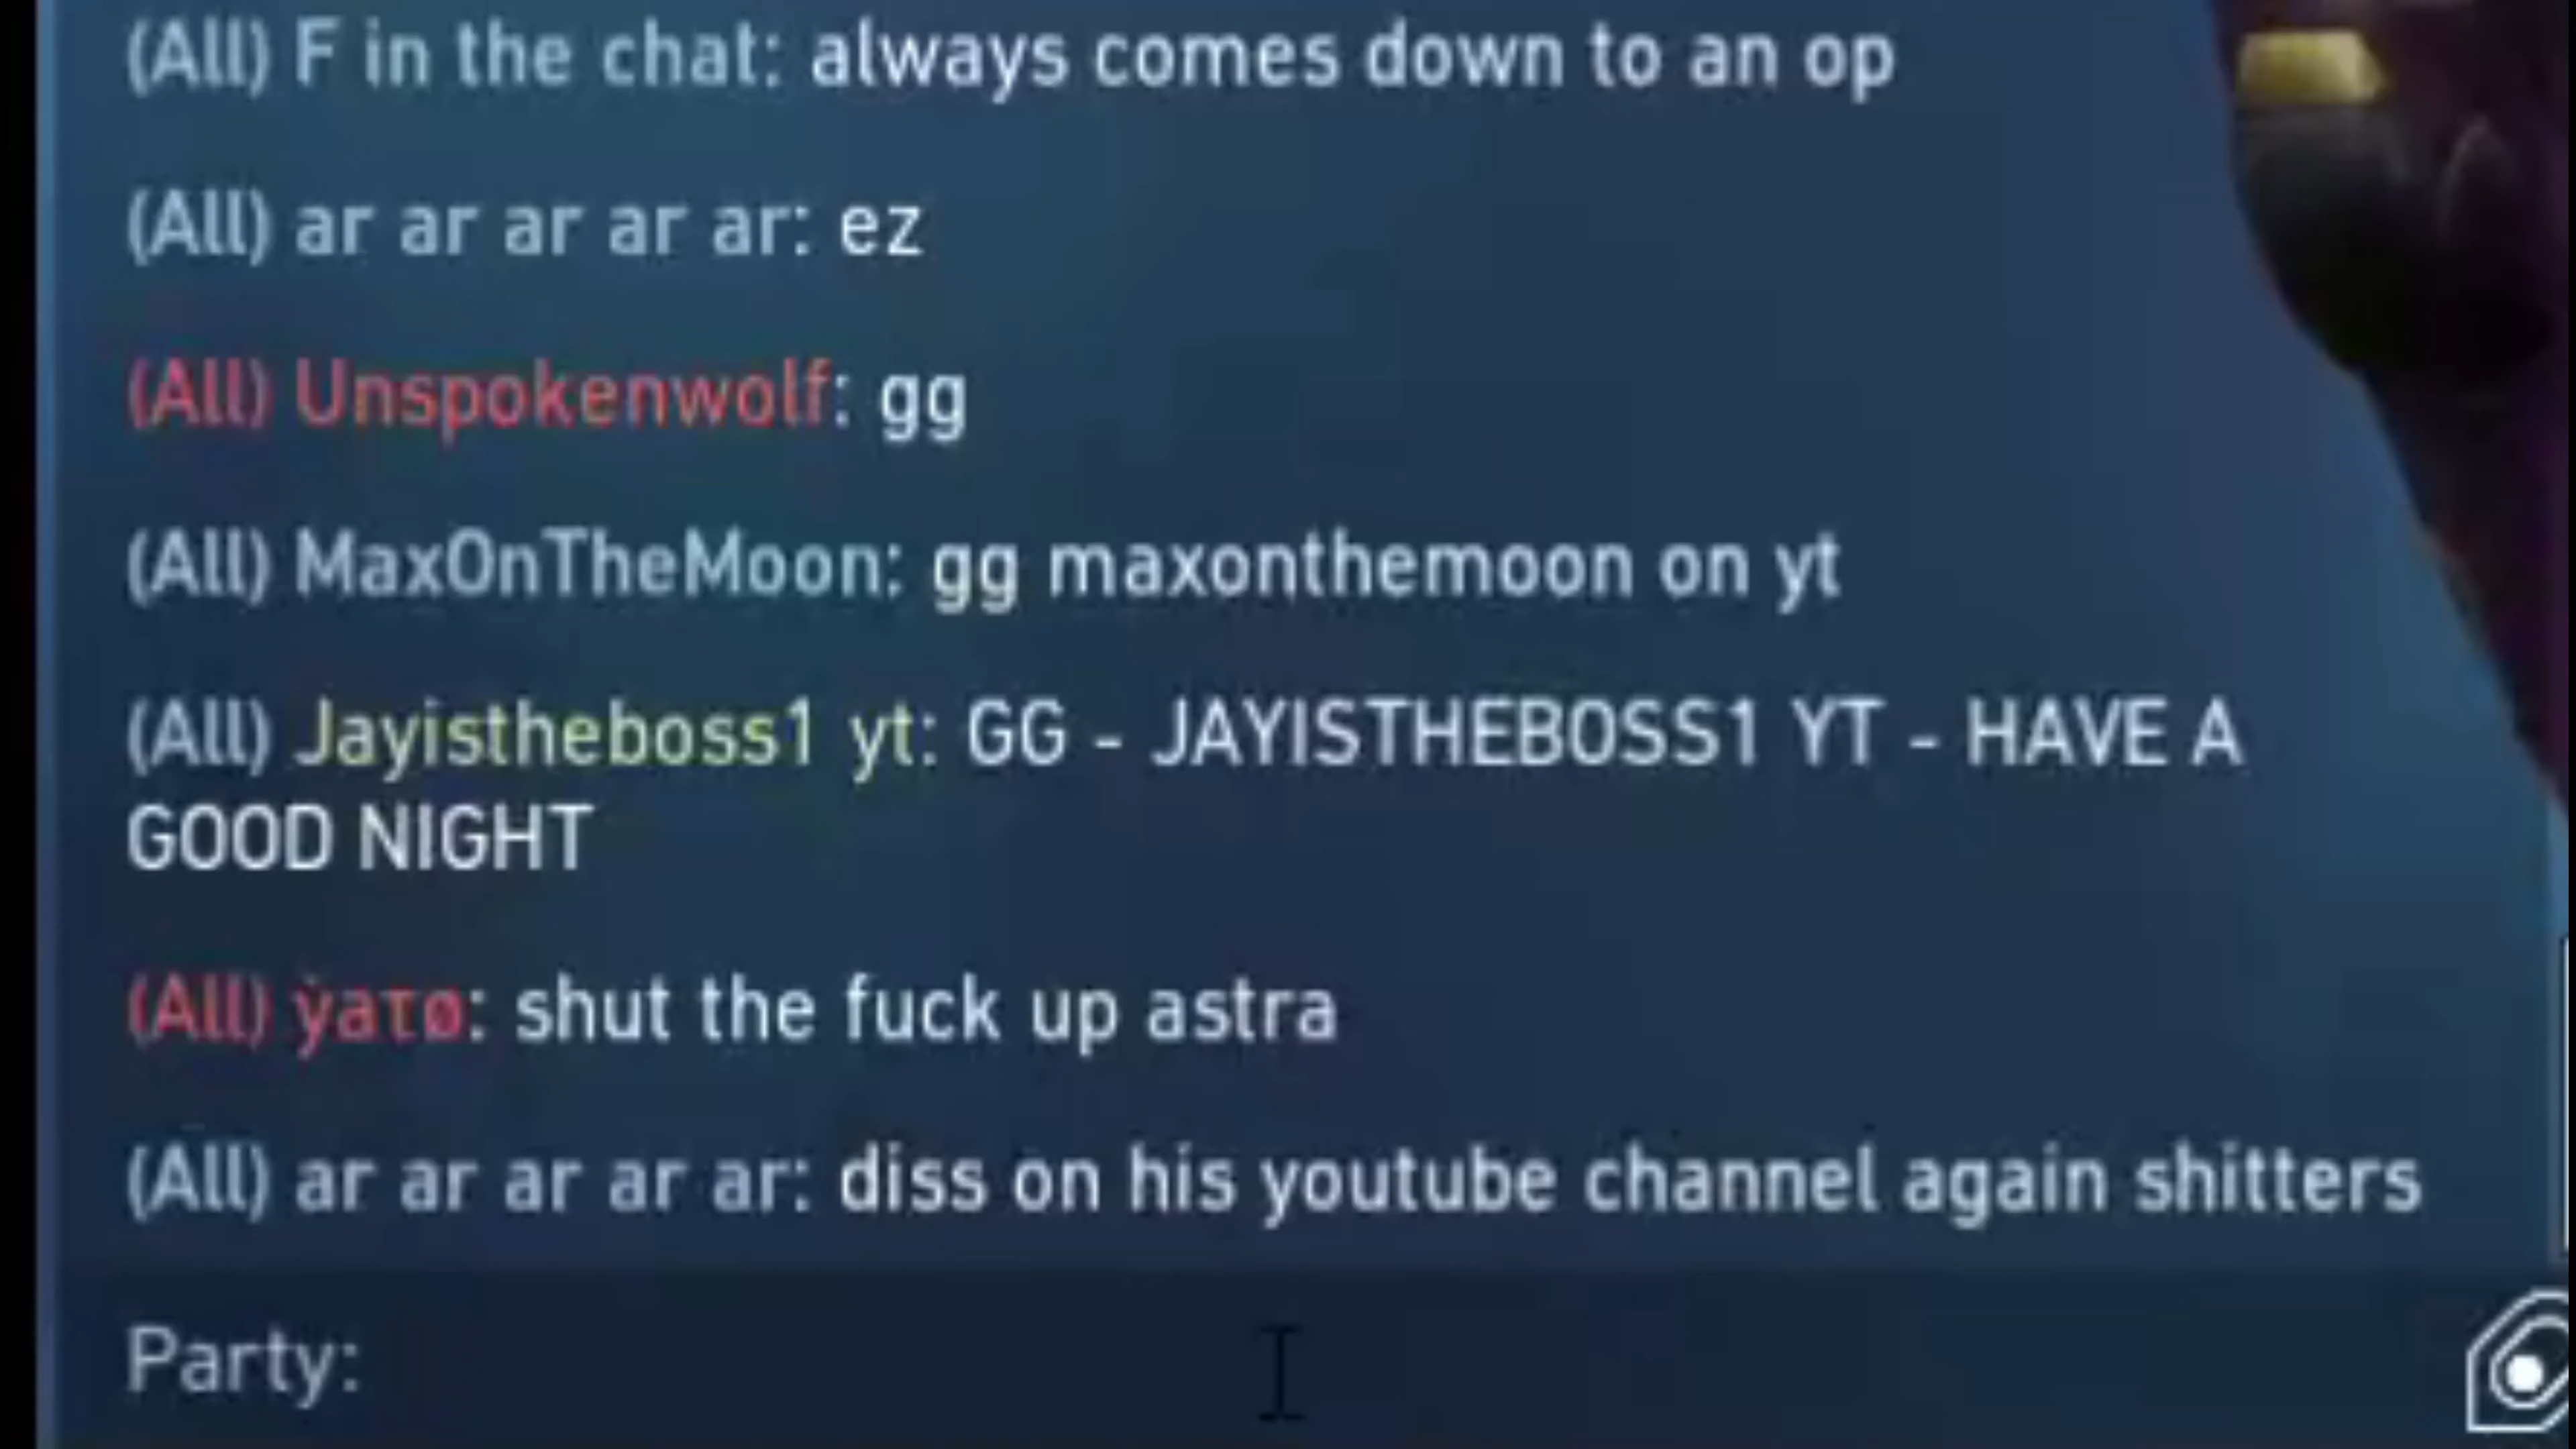 (All) F in the chat: always comes down to an op
(All) ar ar ar ar ar: ez
(All) Unspokenwolf: gg
(All) MaxOnTheMoon: gg maxonthemoon on yt
(All) Jayistheboss1 yt: GG - JAYISTHEBOSS1 YT - HAVE A
GOOD NIGHT
(All) ẏaтø: shut the fuck up astra
(All) ar ar ar ar ar: diss on his youtube channel again shitters
Party: